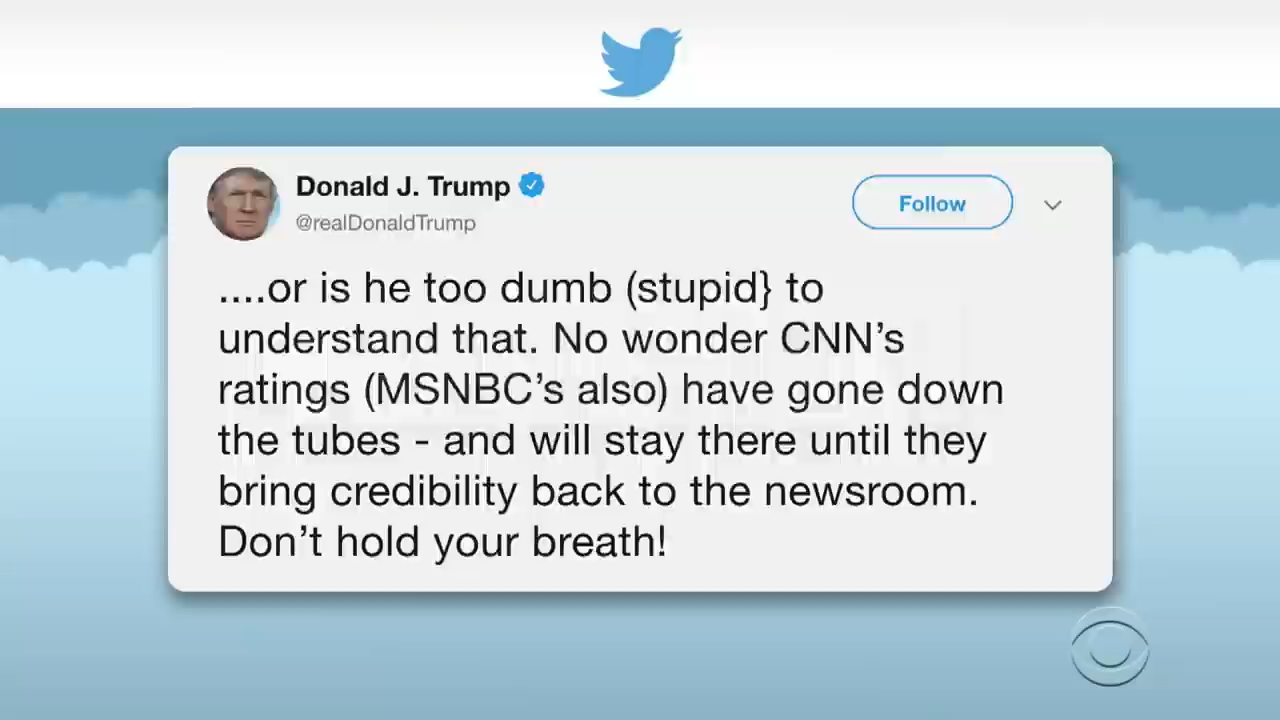 Donald J. Trump
@realDonaldTrump
Follow
....or is he too dumb (stupid} to
understand that. No wonder CNN’s
ratings (MSNBC’s also) have gone down
the tubes - and will stay there until they
bring credibility back to the newsroom.
Don’t hold your breath!